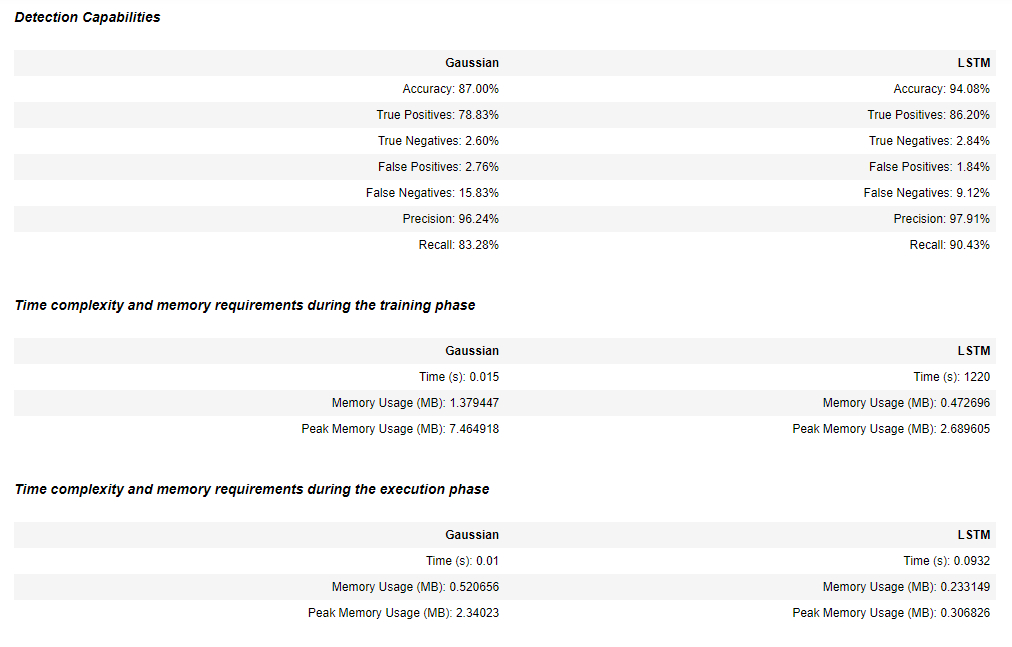 Detection Capabilities
Gaussian LSTM
Accuracy: 87.00% Accuracy: 94.08%
True Positives: 78.83% True Positives: 86.20%
True Negatives: 2.60% True Negatives: 2.84%
False Positives: 2.76% False Positives: 1.84%
False Negatives: 15.83% False Negatives: 9.12%
Precision: 96.24% Precision: 97.91%
Recall: 83.28% Recall: 90.43%
Time complexity and memory requirements during the training phase
Gaussian LSTM
Time (s): 0.015 Time (s): 1220
Memory Usage (MB): 1.379447 Memory Usage (MB): 0.472696
Peak Memory Usage (MB): 7.464918 Peak Memory Usage (MB): 2.689605
Time complexity and memory requirements during the execution phase
Gaussian LSTM
Time (s): 0.01 Time (s): 0.0932
Memory Usage (MB): 0.520656 Memory Usage (MB): 0.233149
Peak Memory Usage (MB): 2.34023 Peak Memory Usage (MB): 0.306826